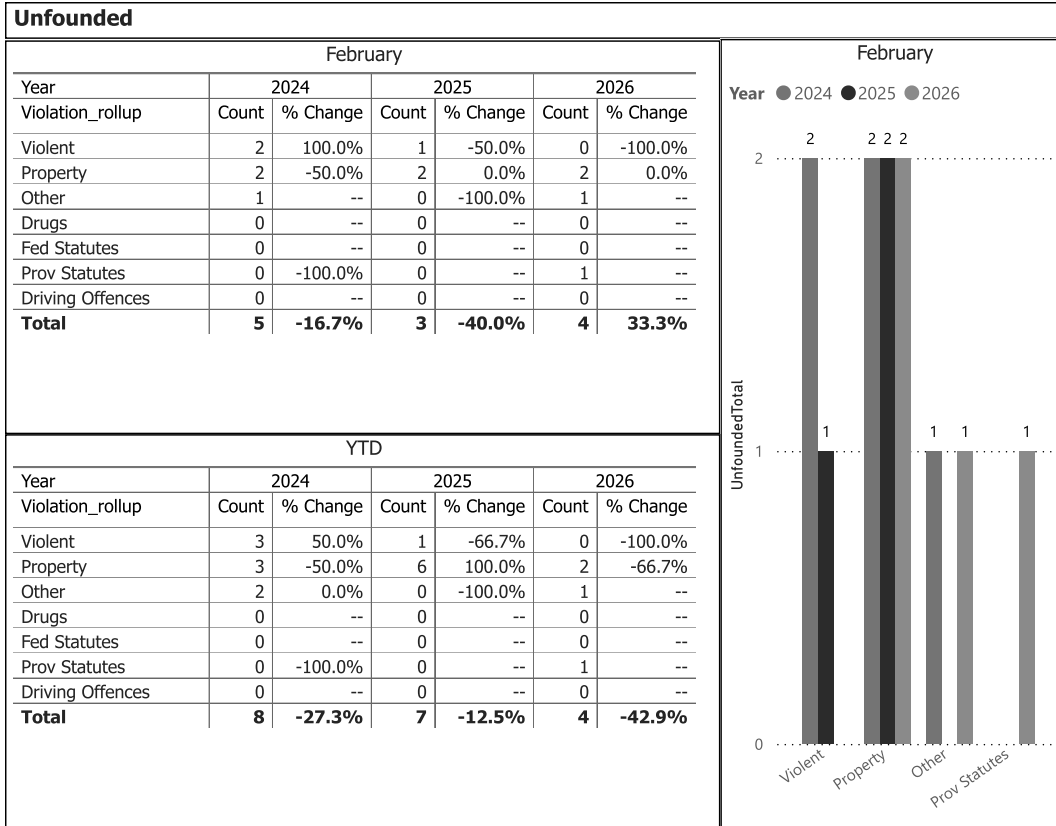 Unfounded
February
Year 2024 2025 2026
Violation_rollup Count % Change Count % Change Count % Change
Violent 2 100.0% 1 -50.0% 0 -100.0%
Property 2 -50.0% 2 0.0% 2 0.0%
Other 1 -- 0 -100.0% 1 --
Drugs 0 -- 0 -- 0 --
Fed Statutes 0 -- 0 -- 0 --
Prov Statutes 0 -100.0% 0 -- 1 --
Driving Offences 0 -- 0 -- 0 --
Total 5 -16.7% 3 -40.0% 4 33.3%
YTD
Year 2024 2025 2026
Violation_rollup Count % Change Count % Change Count % Change
Violent 3 50.0% 1 -66.7% 0 -100.0%
Property 3 -50.0% 6 100.0% 2 -66.7%
Other 2 0.0% 0 -100.0% 1 --
Drugs 0 -- 0 -- 0 --
Fed Statutes 0 -- 0 -- 0 --
Prov Statutes 0 -100.0% 0 -- 1 --
Driving Offences 0 -- 0 -- 0 --
Total 8 -27.3% 7 -12.5% 4 -42.9%
February
Year 2024 2025 2026
2 2 2 2
2
1 1 1 1
1
0
UnfoundedTotal
Violent
Property
Other
Prov Statutes